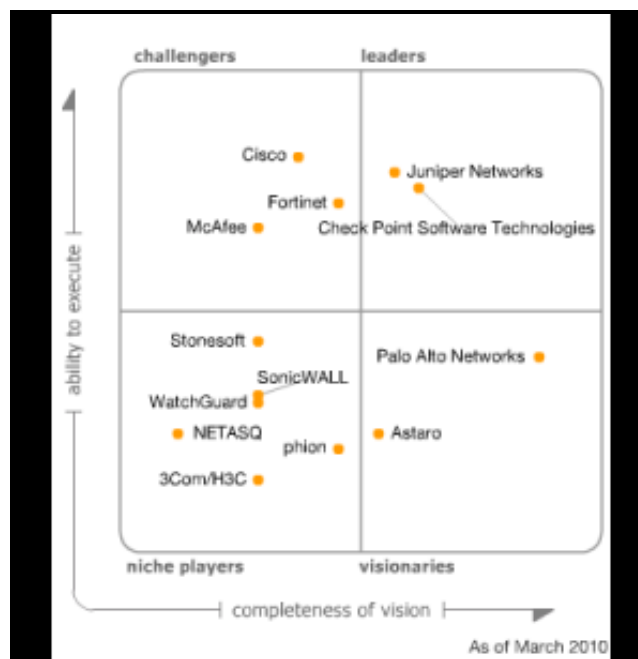 challengers
leaders
Cisco
Juniper Networks
Fortinet
McAfee
Check Point Software Technologies
ability to execute
Stonesoft
Palo Alto Networks
SonicWALL
WatchGuard
NETASQ
Astaro
phion
3Com/H3C
niche players
visionaries
completeness of vision
As of March 2010